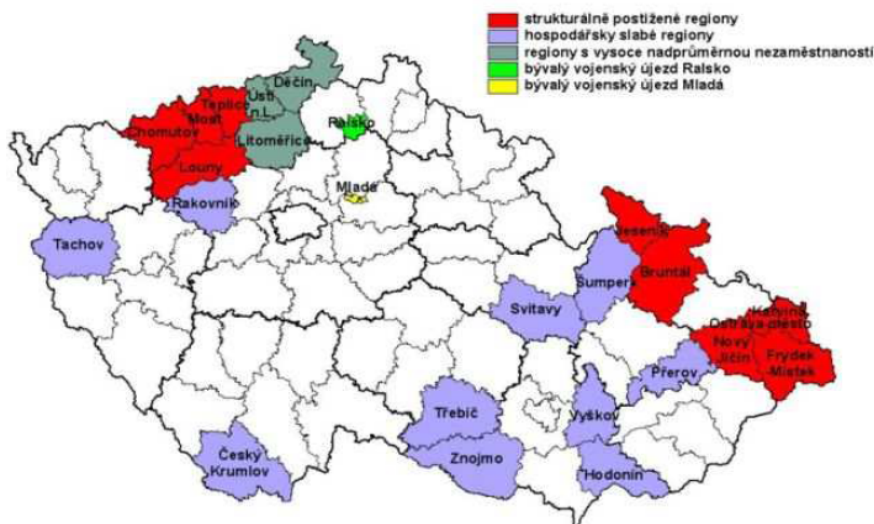 strukturálně postižené regiony
hospodářsky slabé regiony
regiony s vysoce nadprůměrnou nezaměstnaností
bývalý vojenský újezd Ralsko
bývalý vojenský újezd Mladá
Děčín
Ústí
n.L.
Teplice
Most
Chomutov
Litoměřice
Ralsko
Louny
Mladá
Rakovník
Tachov
Jeseník
Bruntál
Šumperk
Svitavy
Karviná
Ostrava-město
Nový
Jičín
Frýdek
-Místek
Přerov
Třebíč
Vyškov
Český
Krumlov
Znojmo
Hodonín